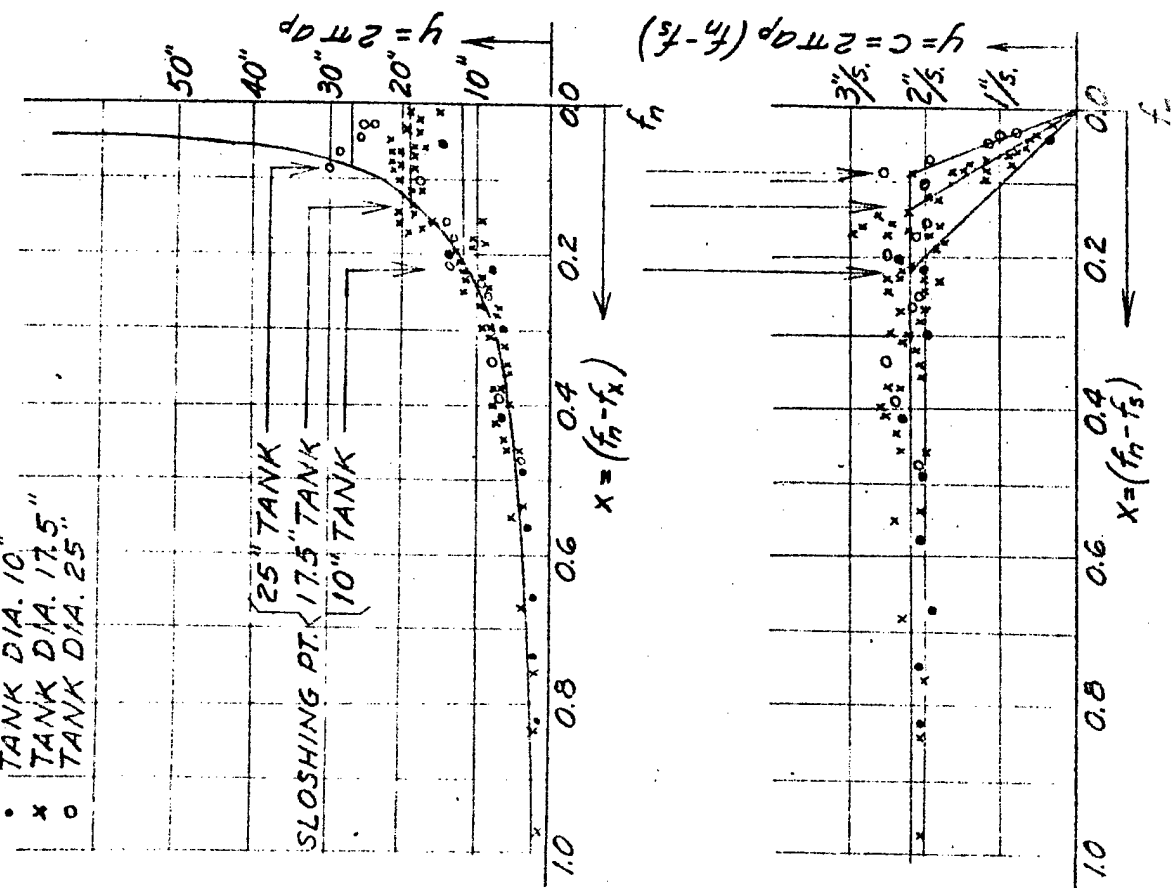 • TANK DIA. 10"
x TANK DIA. 17.5"
o TANK DIA. 25"
y = 2πap
50"
40"
30"
20"
10"
SLOSHING PT.
25" TANK
17.5" TANK
10" TANK
1.0
0.8
0.6
0.4
0.2
0.0
fn
x = (fn-fx)
y = C = 2πap (fn-fs)
3"/s.
2"/s.
1"/s.
1.0
0.8
0.6
0.4
0.2
0.0
fn
x = (fn-fs)